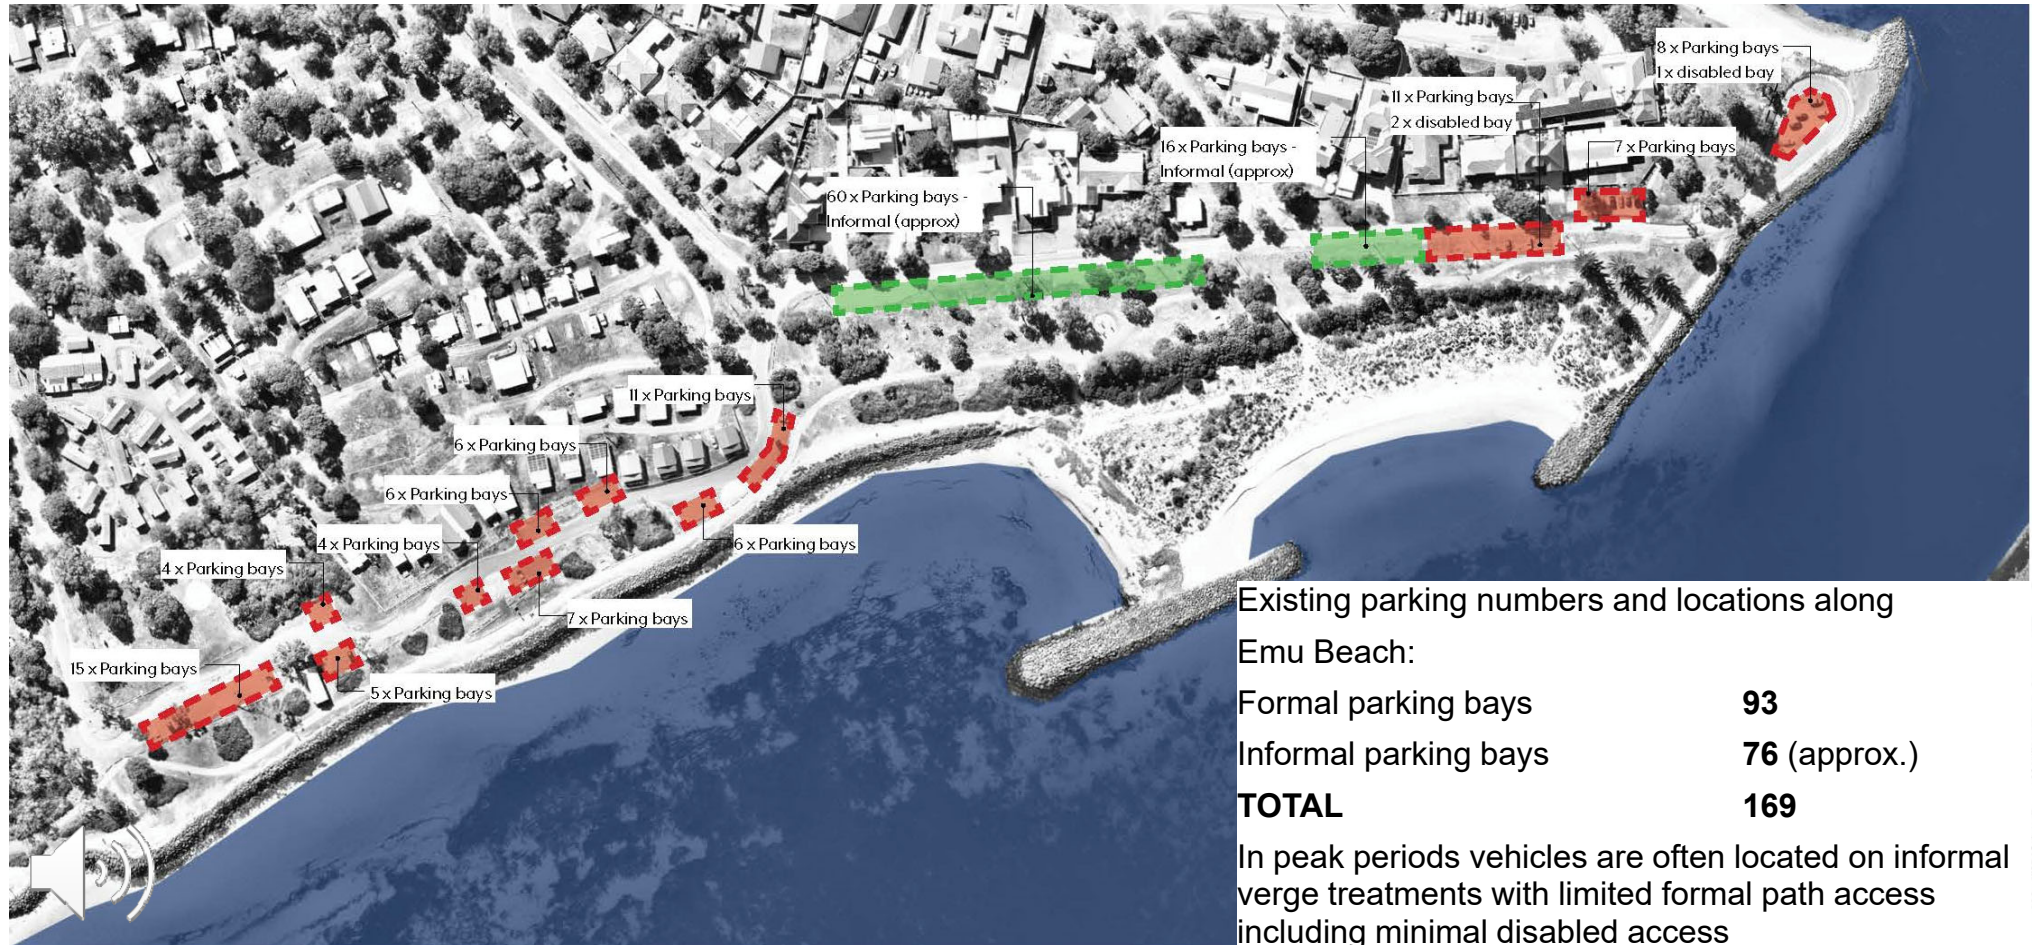 8 x Parking bays
1 x disabled bay
11 x Parking bays
2 x disabled bay
16 x Parking bays -
Informal (approx)
7 x Parking bays
60 x Parking bays -
Informal (approx)
11 x Parking bays
6 x Parking bays
6 x Parking bays
4 x Parking bays
6 x Parking bays
4 x Parking bays
7 x Parking bays
15 x Parking bays
5 x Parking bays
Existing parking numbers and locations along
Emu Beach:
Formal parking bays 93
Informal parking bays 76 (approx.)
TOTAL 169
In peak periods vehicles are often located on informal
verge treatments with limited formal path access
including minimal disabled access